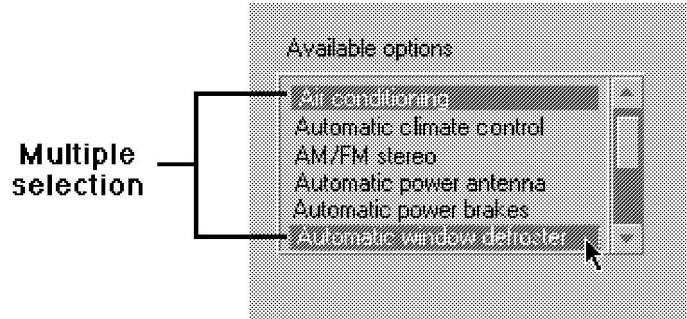 Available options
Air conditioning
Automatic climate control
AM/FM stereo
Automatic power antenna
Automatic power brakes
Automatic window defroster
Multiple
selection